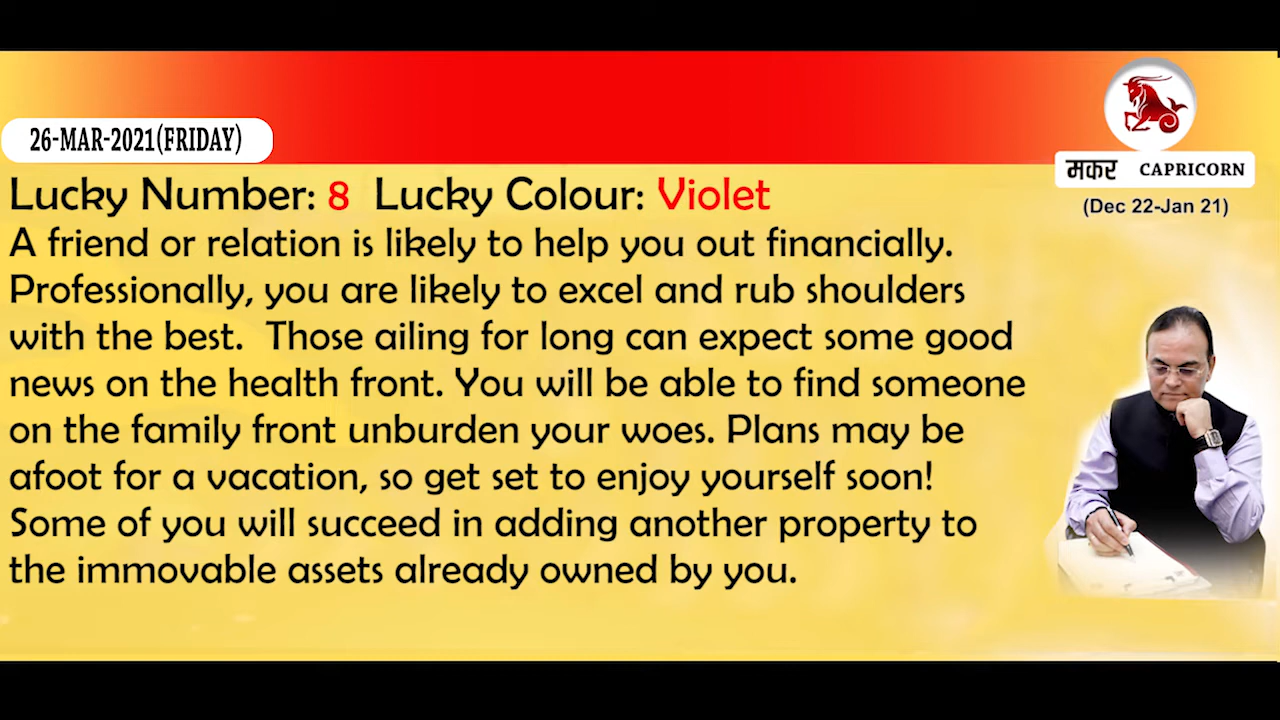 26-MAR-2021(FRIDAY)
मकर CAPRICORN
(Dec 22-Jan 21)
Lucky Number: 8 Lucky Colour: Violet
A friend or relation is likely to help you out financially.
Professionally, you are likely to excel and rub shoulders
with the best. Those ailing for long can expect some good
news on the health front. You will be able to find someone
on the family front unburden your woes. Plans may be
afoot for a vacation, so get set to enjoy yourself soon!
Some of you will succeed in adding another property to
the immovable assets already owned by you.